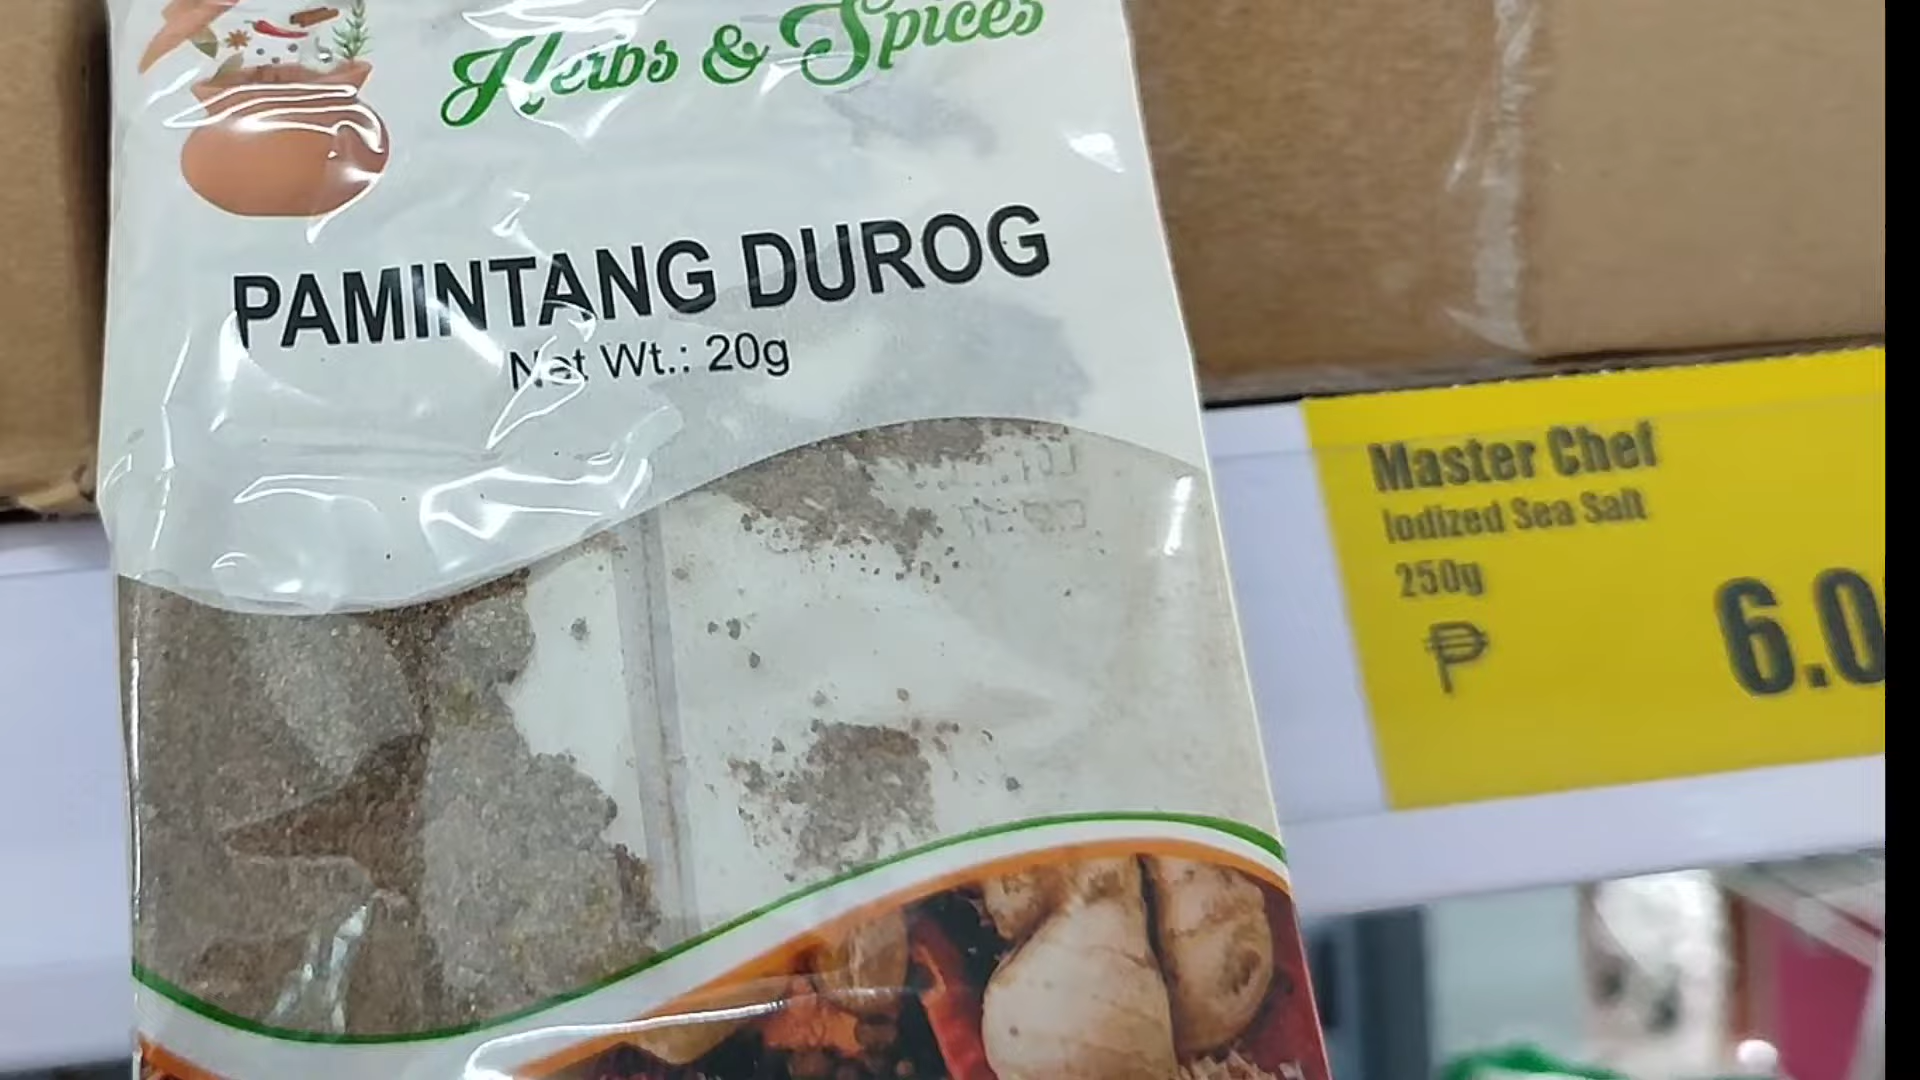 Herbs & Spices
PAMINTANG DUROG
Net Wt.: 20g
Master Chef
Iodized Sea Salt
250g
₱ 6.0